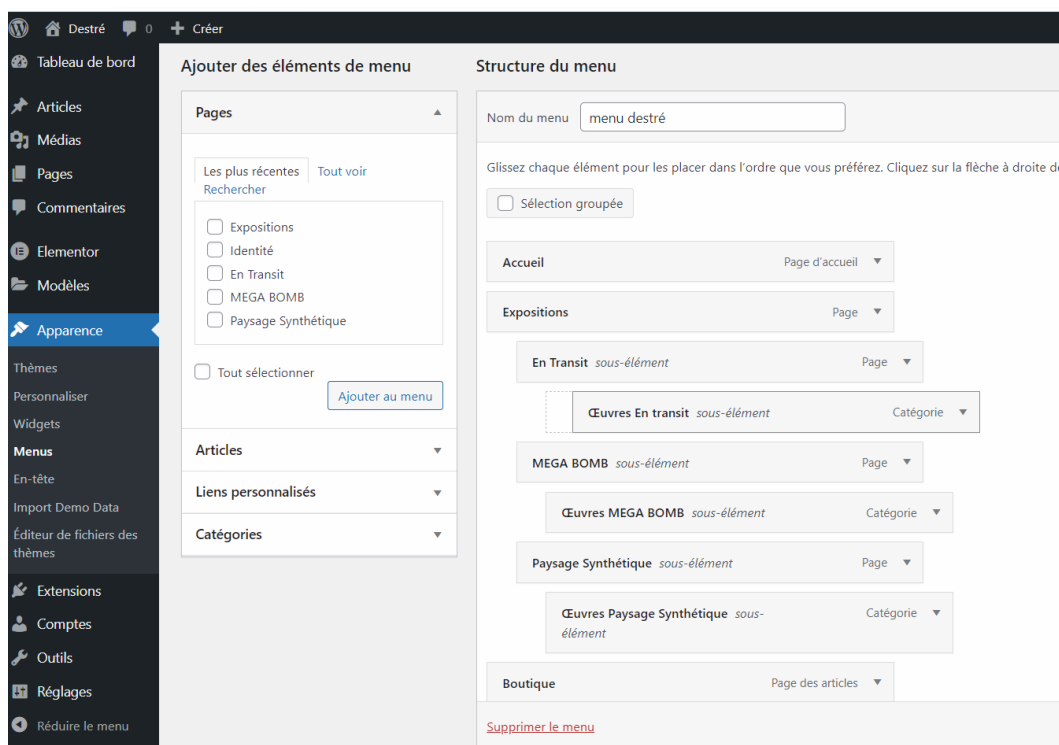 Destré 0 Créer
Tableau de bord
Articles
Médias
Pages
Commentaires
Elementor
Modèles
Apparence
Thèmes
Personnaliser
Widgets
Menus
En-tête
Import Demo Data
Éditeur de fichiers des
thèmes
Extensions
Comptes
Outils
Réglages
Réduire le menu
Ajouter des éléments de menu
Pages
Les plus récentes Tout voir
Rechercher
Expositions
Identité
En Transit
MEGA BOMB
Paysage Synthétique
Tout sélectionner
Ajouter au menu
Articles
Liens personnalisés
Catégories
Structure du menu
Nom du menu menu destré
Glissez chaque élément pour les placer dans l’ordre que vous préférez. Cliquez sur la flèche à droite de
Sélection groupée
Accueil Page d’accueil
Expositions Page
En Transit sous-élément Page
Œuvres En transit sous-élément Catégorie
MEGA BOMB sous-élément Page
Œuvres MEGA BOMB sous-élément Catégorie
Paysage Synthétique sous-élément Page
Œuvres Paysage Synthétique sous- Catégorie
élément
Boutique Page des articles
Supprimer le menu